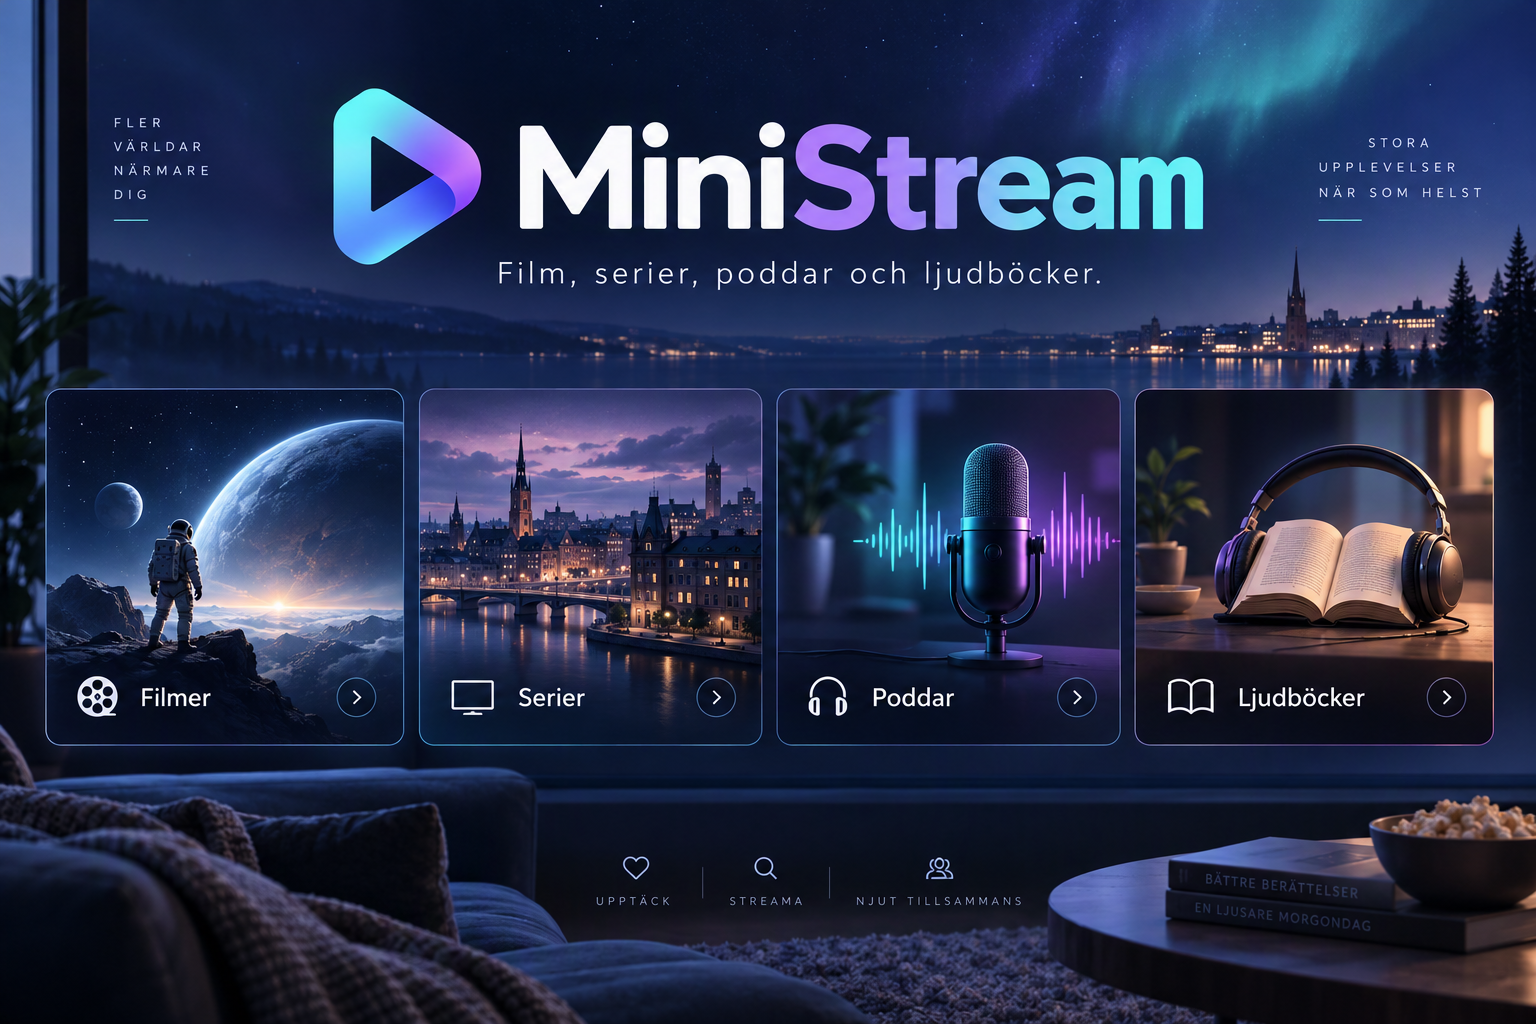 FLER
VÄRLDAR
NÄRMARE
DIG
MiniStream
Film, serier, poddar och ljudböcker.
STORA
UPPLEVELSER
NÄR SOM HELST
Filmer
Serier
Poddar
Ljudböcker
UPPTÄCK
STREAMA
NJUT TILLSAMMANS
BÄTTRE BERÄTTELSER
EN LJUSARE MORGONDAG